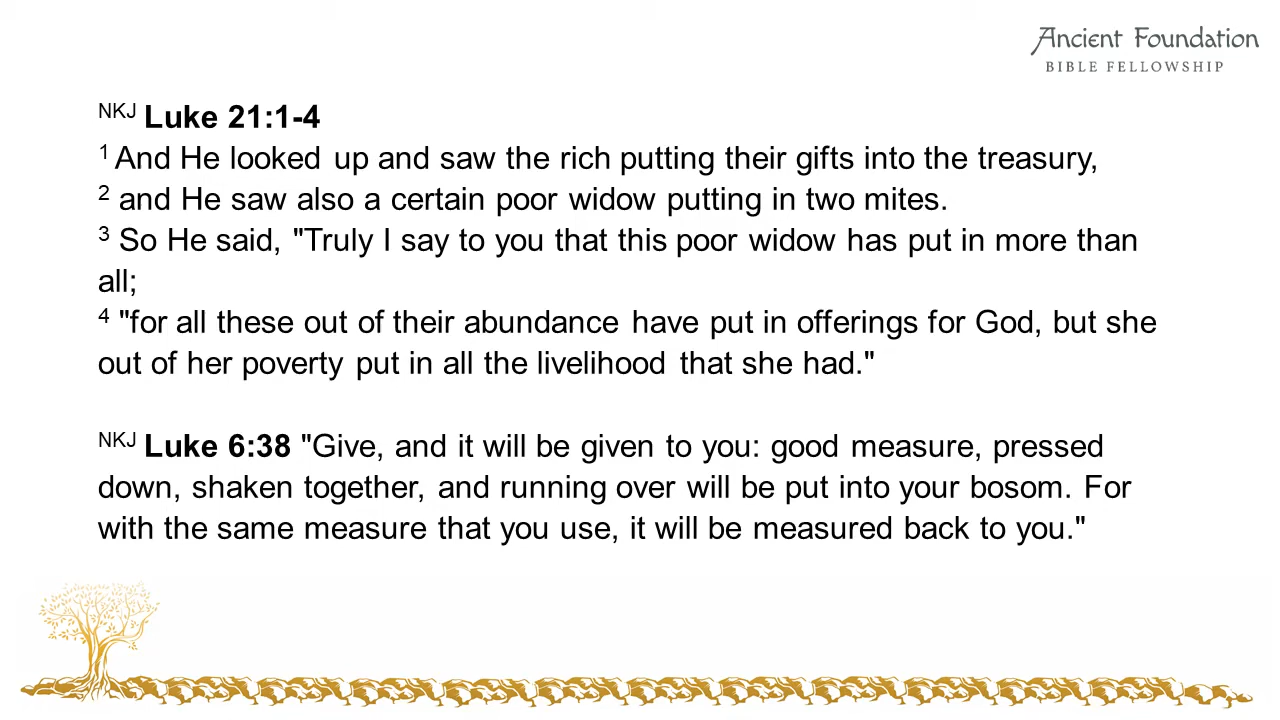 Ancient Foundation
BIBLE FELLOWSHIP
NKJ Luke 21:1-4
1 And He looked up and saw the rich putting their gifts into the treasury,
2 and He saw also a certain poor widow putting in two mites.
3 So He said, "Truly I say to you that this poor widow has put in more than
all;
4 "for all these out of their abundance have put in offerings for God, but she
out of her poverty put in all the livelihood that she had."
NKJ Luke 6:38 "Give, and it will be given to you: good measure, pressed
down, shaken together, and running over will be put into your bosom. For
with the same measure that you use, it will be measured back to you."